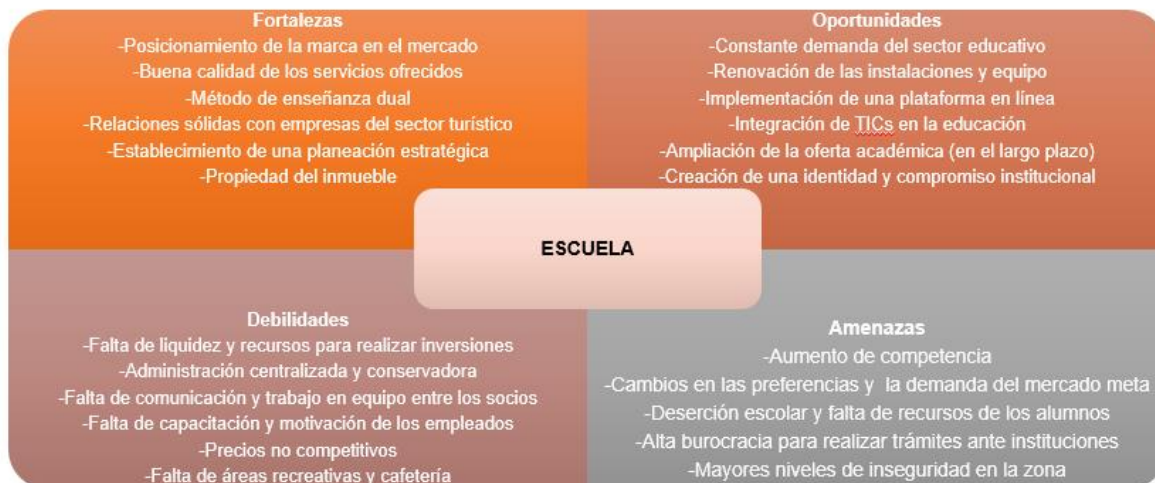 Fortalezas
-Posicionamiento de la marca en el mercado
-Buena calidad de los servicios ofrecidos
-Método de enseñanza dual
-Relaciones sólidas con empresas del sector turístico
-Establecimiento de una planeación estratégica
-Propiedad del inmueble
Oportunidades
-Constante demanda del sector educativo
-Renovación de las instalaciones y equipo
-Implementación de una plataforma en línea
-Integración de TICs en la educación
-Ampliación de la oferta académica (en el largo plazo)
-Creación de una identidad y compromiso institucional
ESCUELA
Debilidades
-Falta de liquidez y recursos para realizar inversiones
-Administración centralizada y conservadora
-Falta de comunicación y trabajo en equipo entre los socios
-Falta de capacitación y motivación de los empleados
-Precios no competitivos
-Falta de áreas recreativas y cafetería
Amenazas
-Aumento de competencia
-Cambios en las preferencias y la demanda del mercado meta
-Deserción escolar y falta de recursos de los alumnos
-Alta burocracia para realizar trámites ante instituciones
-Mayores niveles de inseguridad en la zona